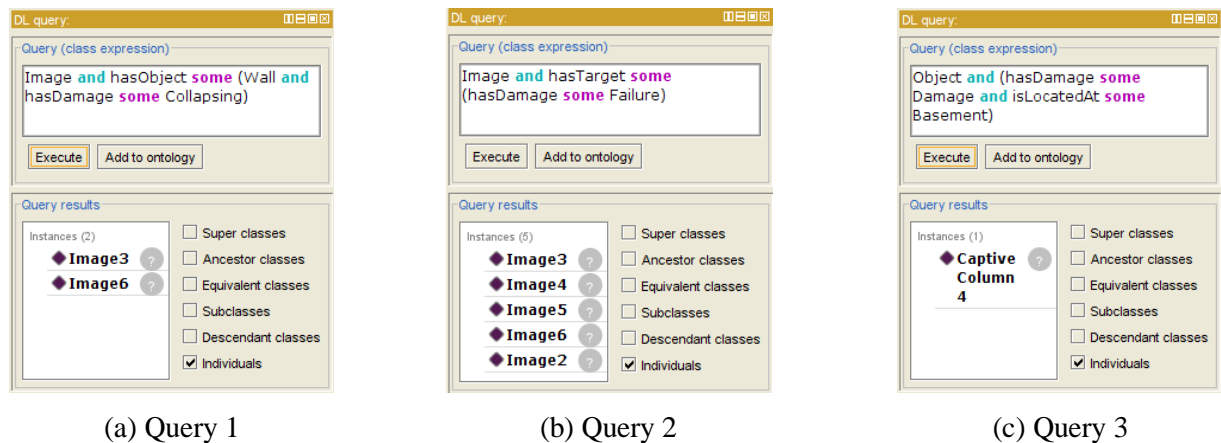 DL query:
Query (class expression)
Image and hasObject some (Wall and
hasDamage some Collapsing)
Execute
Add to ontology
Query results
Instances (2)
Image3
?
Image6
?
Super classes
Ancestor classes
Equivalent classes
Subclasses
Descendant classes
Individuals
(a) Query 1
DL query:
Query (class expression)
Image and hasTarget some
(hasDamage some Failure)
Execute
Add to ontology
Query results
Instances (5)
Image3
?
Image4
?
Image5
?
Image6
?
Image2
?
Super classes
Ancestor classes
Equivalent classes
Subclasses
Descendant classes
Individuals
(b) Query 2
DL query:
Query (class expression)
Object and (hasDamage some
Damage and isLocatedAt some
Basement)
Execute
Add to ontology
Query results
Instances (1)
Captive
?
Column
4
Super classes
Ancestor classes
Equivalent classes
Subclasses
Descendant classes
Individuals
(c) Query 3